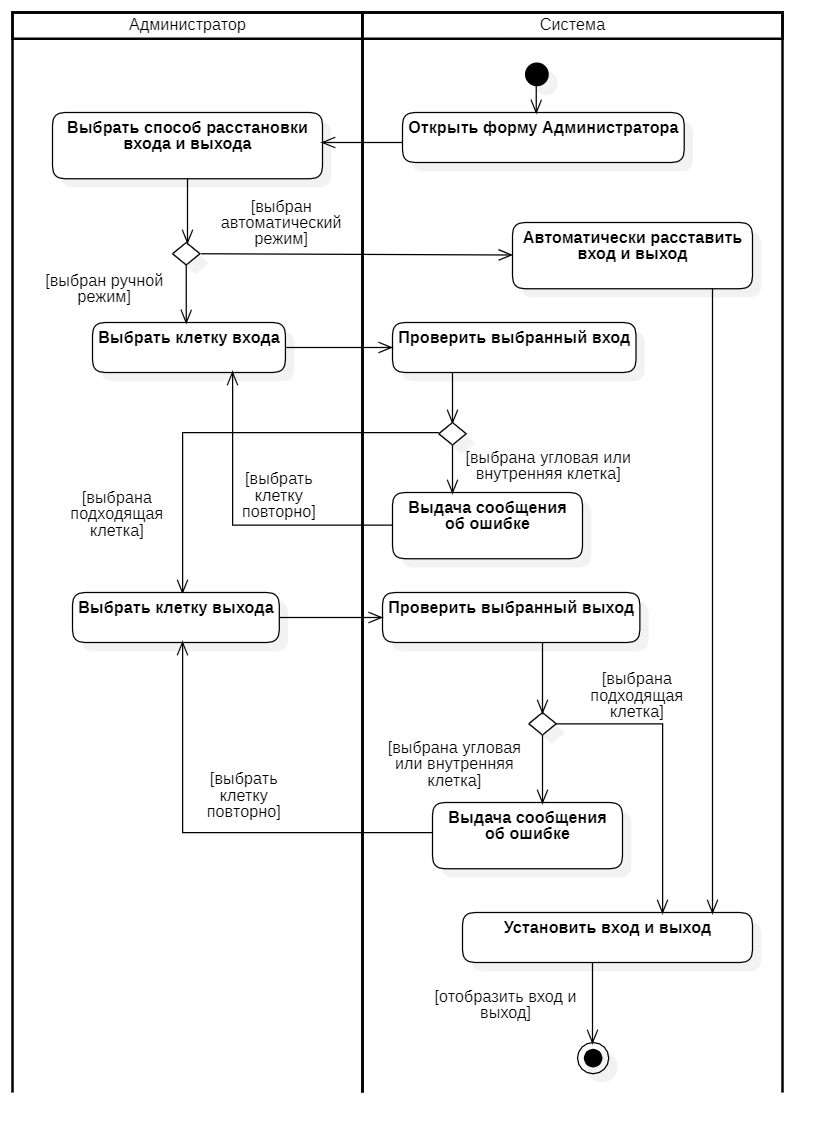 Администратор
Система
Открыть форму Администратора
Выбрать способ расстановки
входа и выхода
[выбран
автоматический
режим]
Автоматически расставить
вход и выход
[выбран ручной
режим]
Выбрать клетку входа
Проверить выбранный вход
[выбрана угловая или
внутренняя клетка]
[выбрать
клетку
повторно]
[выбрана
подходящая
клетка]
Выдача сообщения
об ошибке
Выбрать клетку выхода
Проверить выбранный выход
[выбрана
подходящая
клетка]
[выбрана угловая
или внутренняя
клетка]
[выбрать
клетку
повторно]
Выдача сообщения
об ошибке
Установить вход и выход
[отобразить вход и
выход]